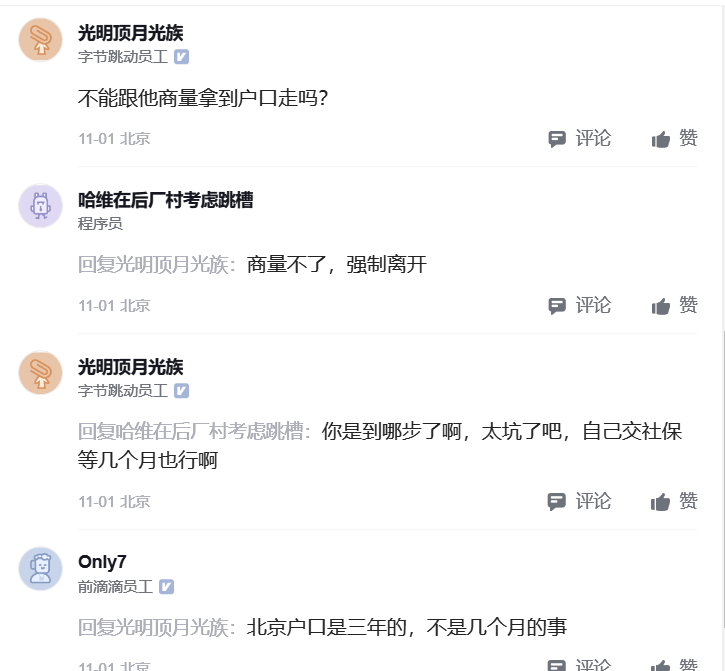 光明顶月光族
字节跳动员工
不能跟他商量拿到户口走吗?
11-01 北京
评论
赞
哈维在后厂村考虑跳槽
程序员
回复光明顶月光族：商量不了，强制离开
11-01 北京
评论
赞
光明顶月光族
字节跳动员工
回复哈维在后厂村考虑跳槽：你是到哪步了啊，太坑了吧，自己交社保
等几个月也行啊
11-01 北京
评论
赞
Only7
前滴滴员工
回复光明顶月光族：北京户口是三年的，不是几个月的事
11-01 北京
评论
赞